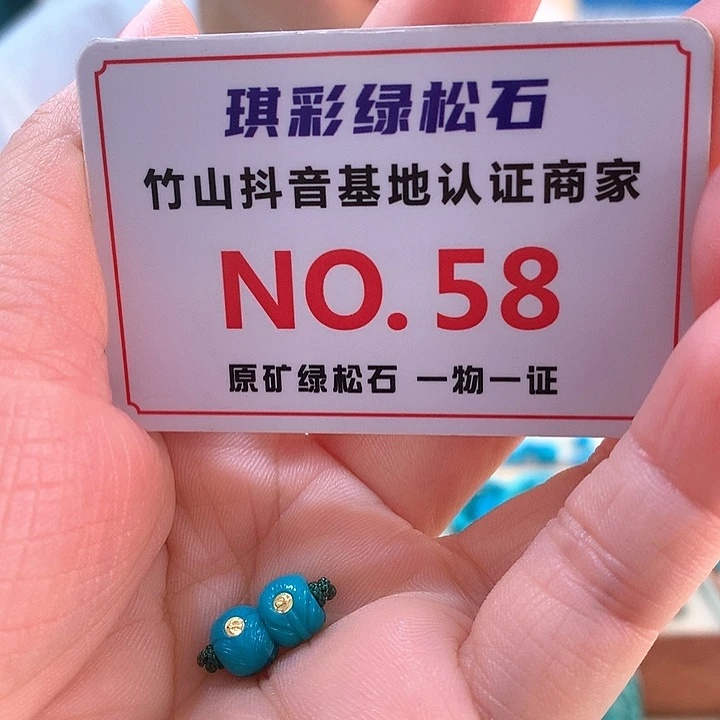 琪彩绿松石
竹山抖音基地认证商家
NO. 58
原矿绿松石 一物一证